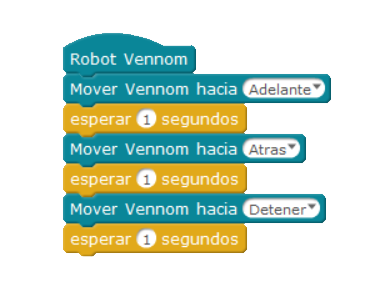 Robot Vennom
Mover Vennom hacia Adelante
esperar 1 segundos
Mover Vennom hacia Atras
esperar 1 segundos
Mover Vennom hacia Detener
esperar 1 segundos